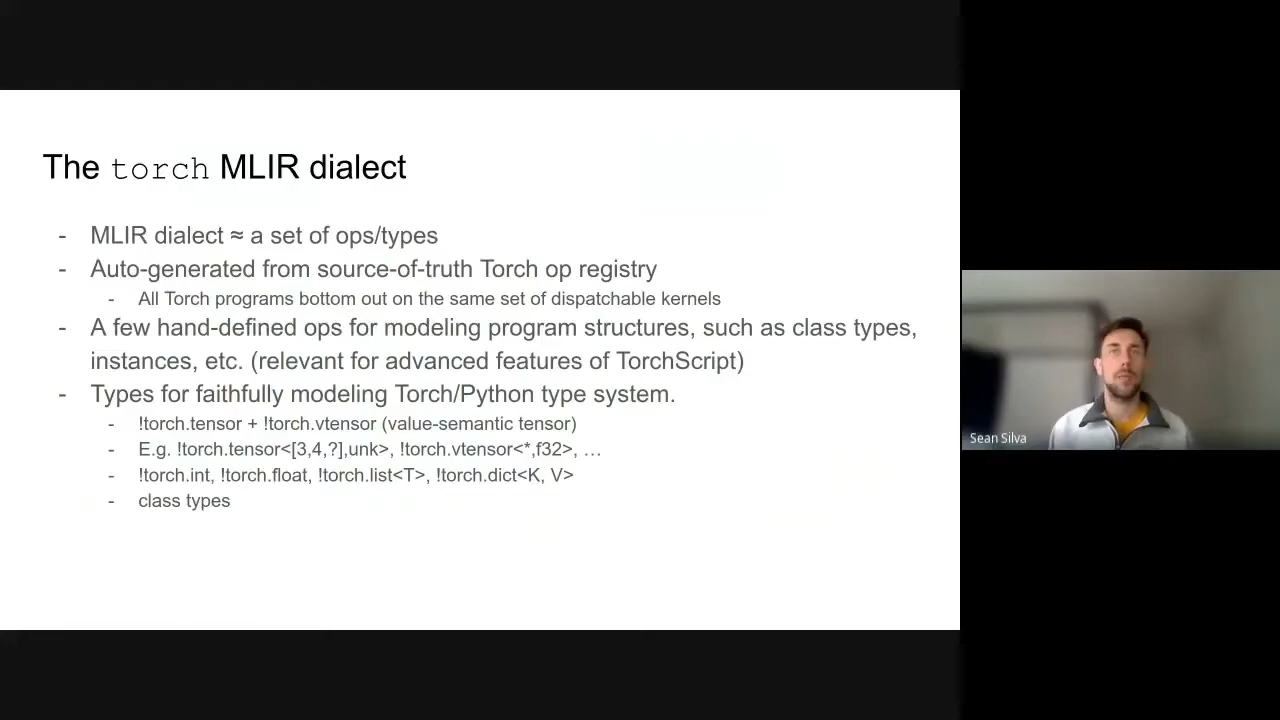 The torch MLIR dialect
- MLIR dialect ≈ a set of ops/types
- Auto-generated from source-of-truth Torch op registry
- All Torch programs bottom out on the same set of dispatchable kernels
- A few hand-defined ops for modeling program structures, such as class types,
instances, etc. (relevant for advanced features of TorchScript)
- Types for faithfully modeling Torch/Python type system.
- !torch.tensor + !torch.vtensor (value-semantic tensor)
- E.g. !torch.tensor<[3,4,?],unk>, !torch.vtensor<*,f32>, …
- !torch.int, !torch.float, !torch.list<T>, !torch.dict<K, V>
- class types
Sean Silva